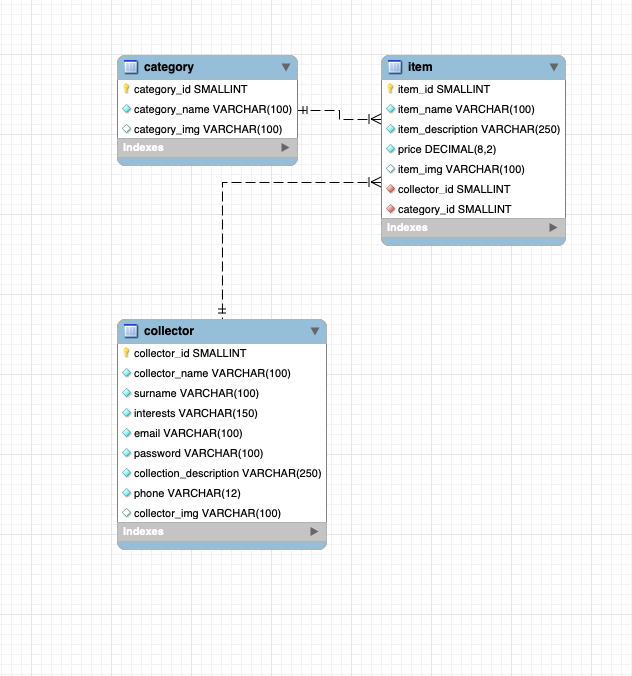 category
category_id SMALLINT
category_name VARCHAR(100)
category_img VARCHAR(100)
Indexes
item
item_id SMALLINT
item_name VARCHAR(100)
item_description VARCHAR(250)
price DECIMAL(8,2)
item_img VARCHAR(100)
collector_id SMALLINT
category_id SMALLINT
Indexes
collector
collector_id SMALLINT
collector_name VARCHAR(100)
surname VARCHAR(100)
interests VARCHAR(150)
email VARCHAR(100)
password VARCHAR(100)
collection_description VARCHAR(250)
phone VARCHAR(12)
collector_img VARCHAR(100)
Indexes